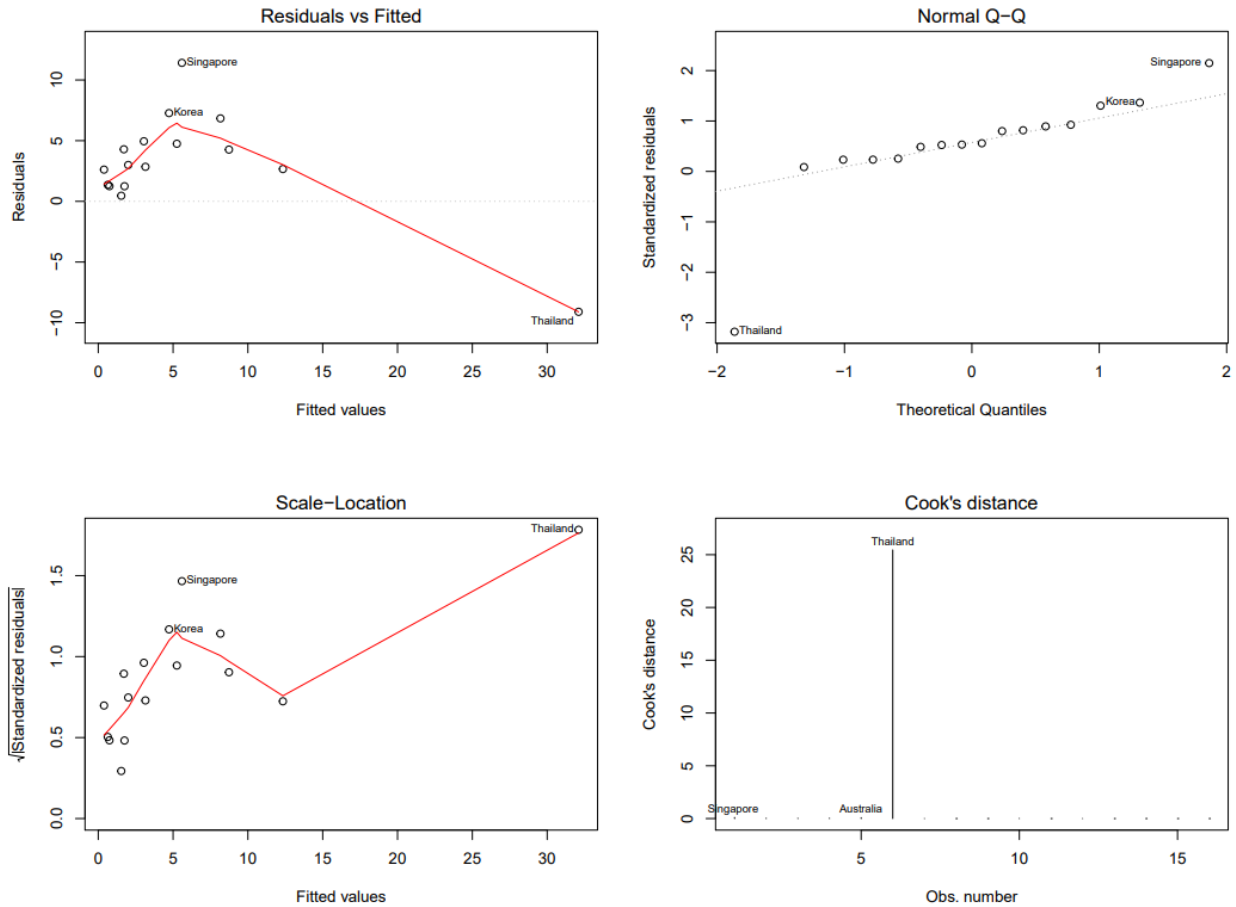 Residuals vs Fitted
Residuals
10
5
0
−5
−10
Singapore
Korea
Thailand
0 5 10 15 20 25 30
Fitted values
Normal Q−Q
Standardized residuals
2
1
0
−1
−2
−3
Singapore
Korea
Thailand
−2 −1 0 1 2
Theoretical Quantiles
Scale−Location
√|Standardized residuals|
1.5
1.0
0.5
0.0
Thailand
Singapore
Korea
0 5 10 15 20 25 30
Fitted values
Cook's distance
Cook's distance
25
20
15
10
5
0
Thailand
Singapore
Australia
5 10 15
Obs. number